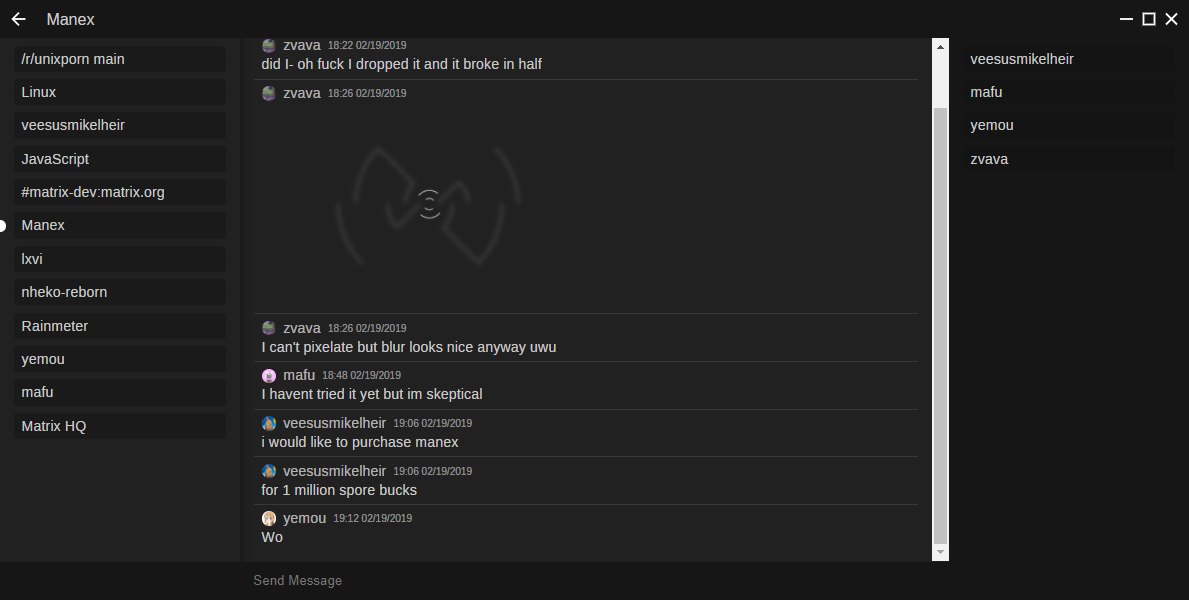 Manex
/r/unixporn main
Linux
veesusmikelheir
JavaScript
#matrix-dev:matrix.org
Manex
lxvi
nheko-reborn
Rainmeter
yemou
mafu
Matrix HQ
zvava 18:22 02/19/2019
did I- oh fuck I dropped it and it broke in half
zvava 18:26 02/19/2019
zvava 18:26 02/19/2019
I can't pixelate but blur looks nice anyway uwu
mafu 18:48 02/19/2019
I havent tried it yet but im skeptical
veesusmikelheir 19:06 02/19/2019
i would like to purchase manex
veesusmikelheir 19:06 02/19/2019
for 1 million spore bucks
yemou 19:12 02/19/2019
Wo
Send Message
veesusmikelheir
mafu
yemou
zvava